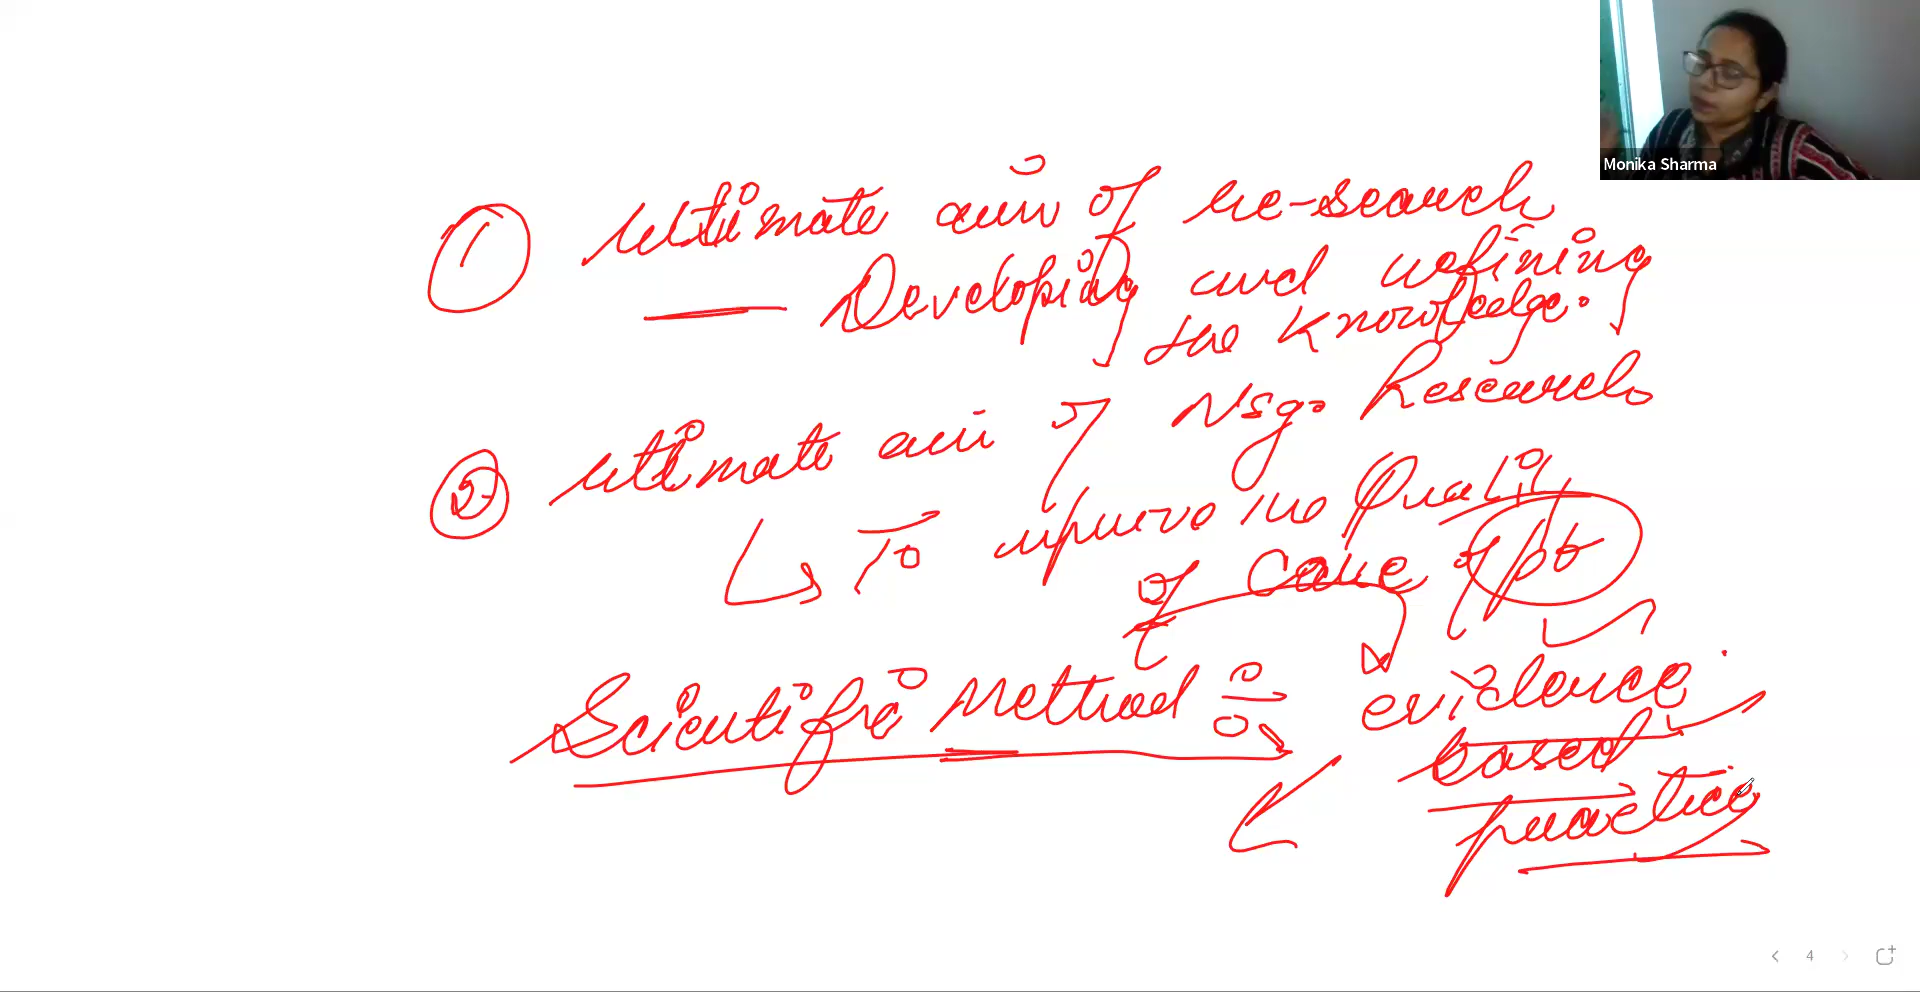 Monika Sharma
① Ultimate aim of re-search
— Developing and refining
the knowledge.
② Ultimate aim of Nsg. Research
↳ To improve the Quality
of care of pt
Scientific Method : evidence
based
practice
4